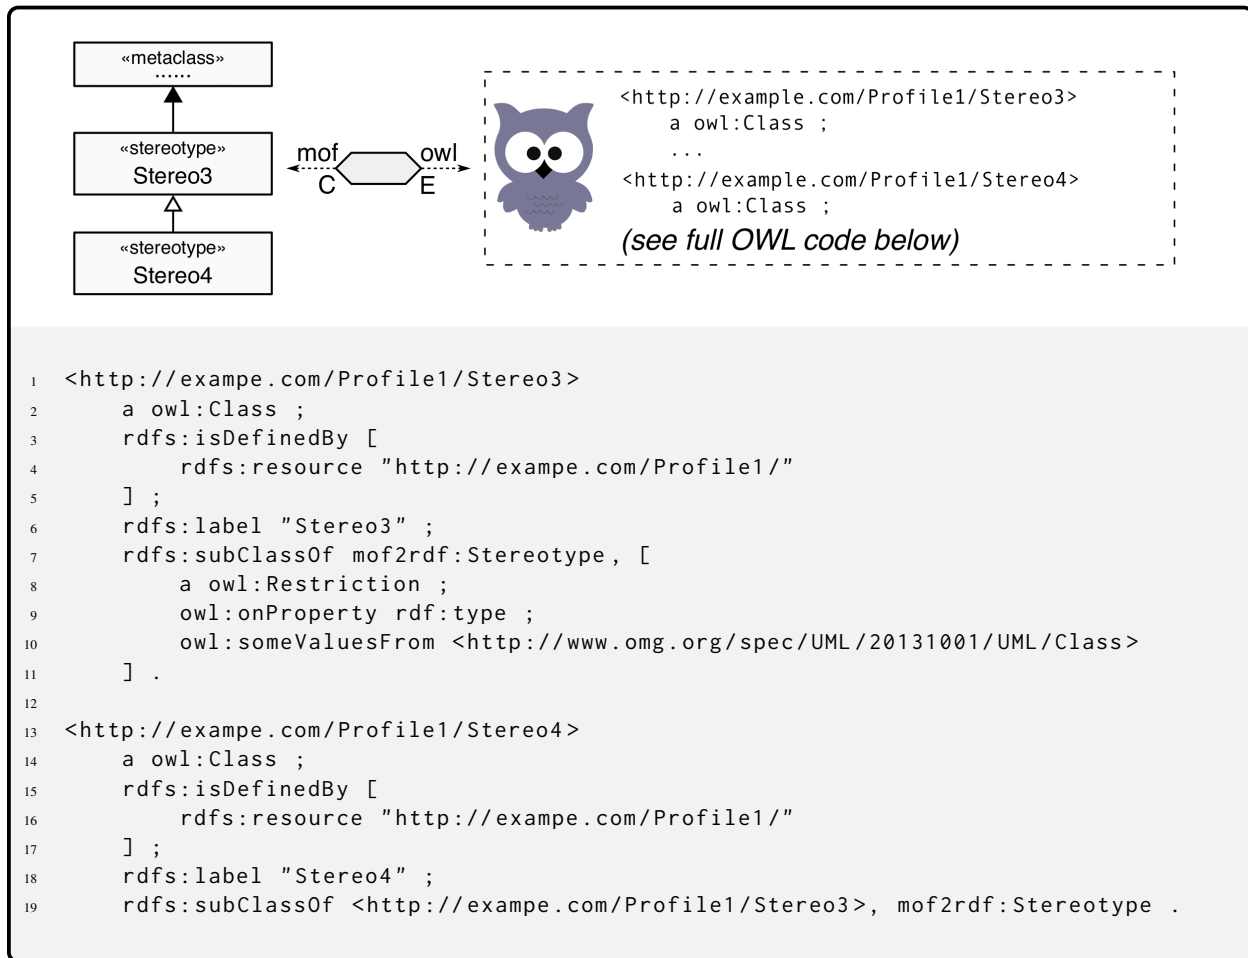 «metaclass»
......
«stereotype»
Stereo3
«stereotype»
Stereo4
mof owl
C E
<http://example.com/Profile1/Stereo3>
    a owl:Class ;
    ...
<http://example.com/Profile1/Stereo4>
    a owl:Class ;
(see full OWL code below)
1 <http://exampe.com/Profile1/Stereo3>
2     a owl:Class ;
3     rdfs:isDefinedBy [
4         rdfs:resource "http://exampe.com/Profile1/"
5     ] ;
6     rdfs:label "Stereo3" ;
7     rdfs:subClassOf mof2rdf:Stereotype, [
8         a owl:Restriction ;
9         owl:onProperty rdf:type ;
10         owl:someValuesFrom <http://www.omg.org/spec/UML/20131001/UML/Class>
11     ] .
12
13 <http://exampe.com/Profile1/Stereo4>
14     a owl:Class ;
15     rdfs:isDefinedBy [
16         rdfs:resource "http://exampe.com/Profile1/"
17     ] ;
18     rdfs:label "Stereo4" ;
19     rdfs:subClassOf <http://exampe.com/Profile1/Stereo3>, mof2rdf:Stereotype .